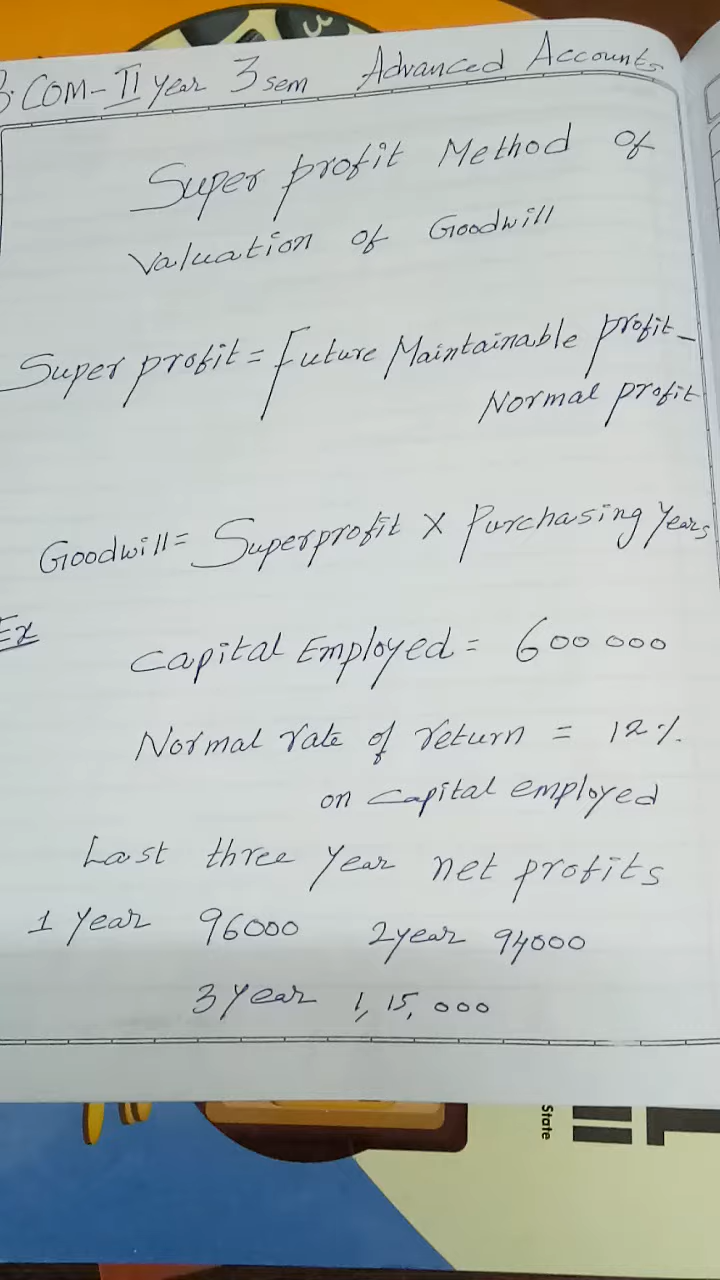 B.COM-II year 3 sem Advanced Accounts
Super profit Method of
Valuation of Goodwill
Super profit = Future Maintainable profit -
Normal profit
Goodwill = Superprofit X Purchasing Years
Ex
Capital Employed = 600 000
Normal rate of return = 12%.
on Capital employed
Last three year net profits
1 year 96000 2year 94000
3 year 1,15,000
State